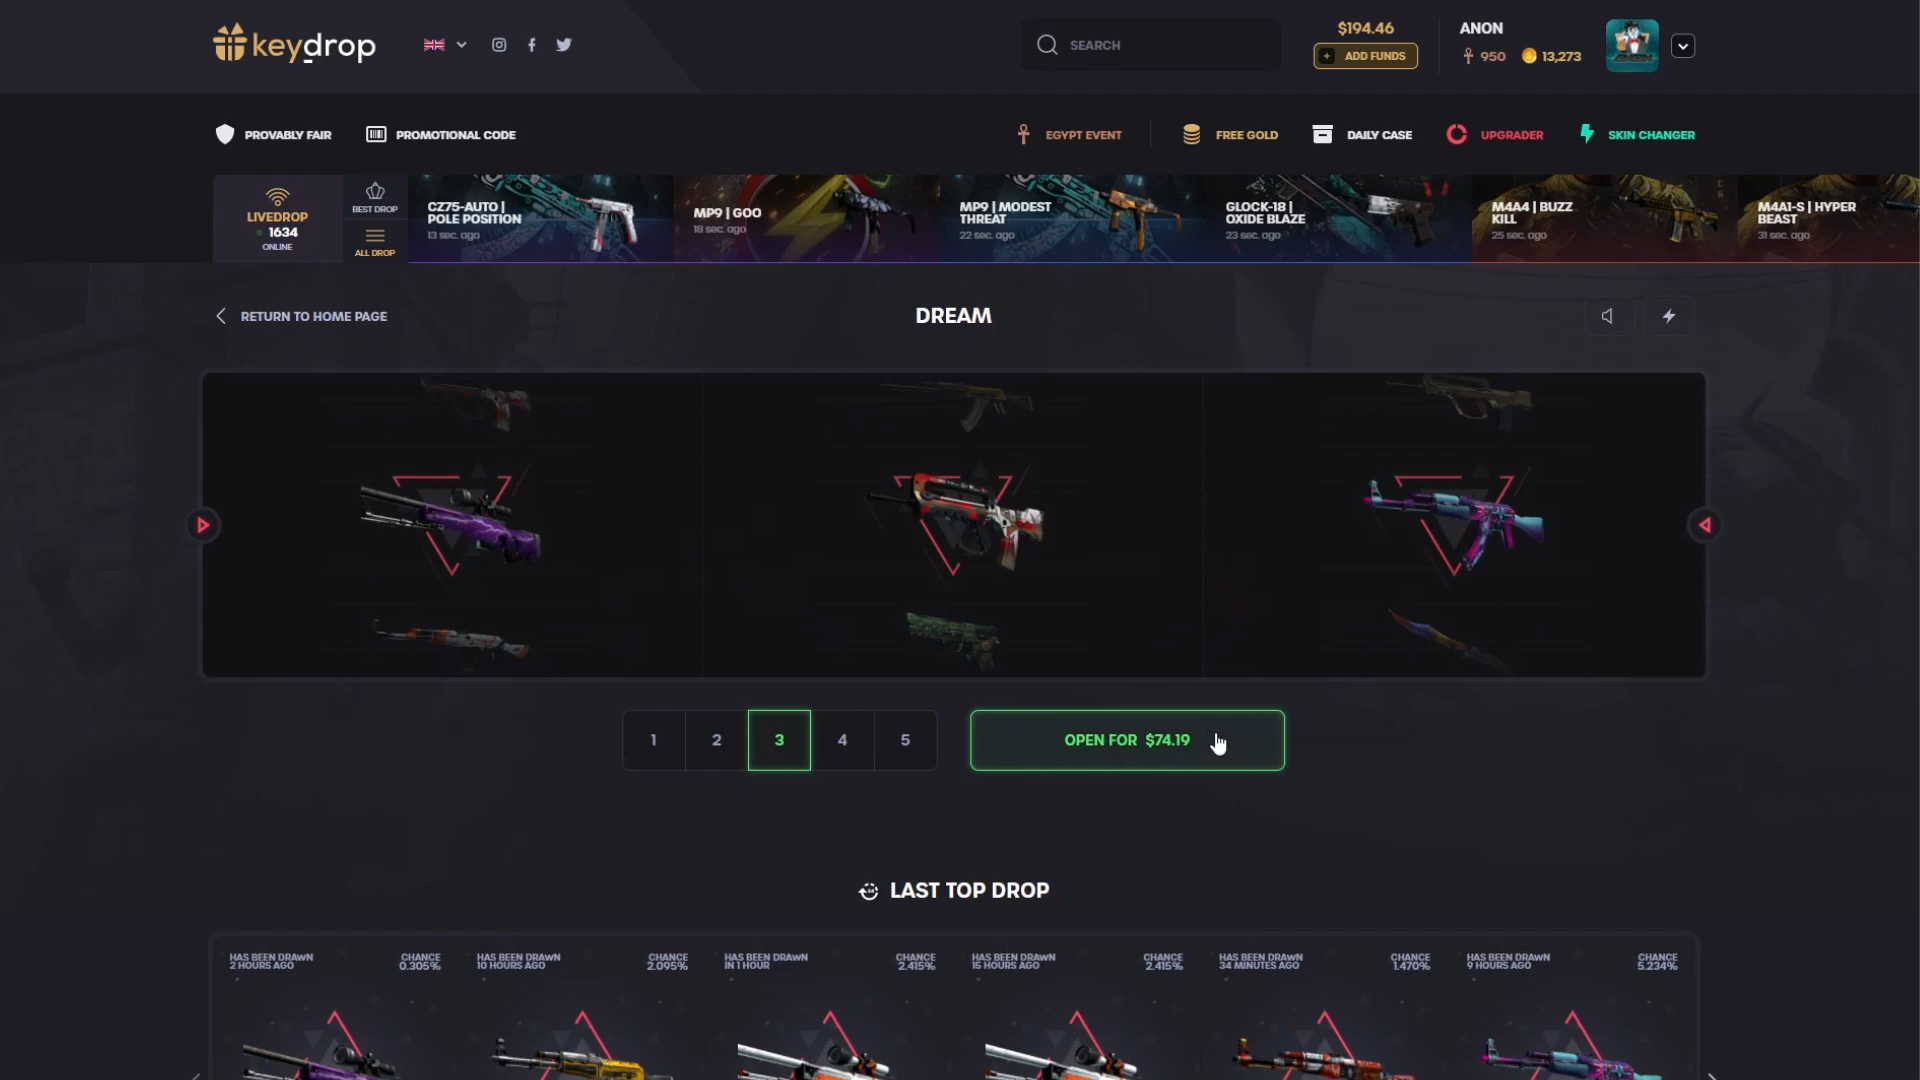 keydrop
SEARCH
$194.46
ADD FUNDS
ANON
950
13,273
PROVABLY FAIR
PROMOTIONAL CODE
EGYPT EVENT
FREE GOLD
DAILY CASE
UPGRADER
SKIN CHANGER
LIVEDROP
1634
ONLINE
BEST DROP
ALL DROP
CZ75-AUTO |
POLE POSITION
13 sec. ago
MP9 | GOO
18 sec. ago
MP9 | MODEST
THREAT
22 sec. ago
GLOCK-18 |
OXIDE BLAZE
23 sec. ago
M4A4 | BUZZ
KILL
25 sec. ago
M4A1-S | HYPER
BEAST
31 sec. ago
RETURN TO HOME PAGE
DREAM
1 2 3 4 5
OPEN FOR $74.19
LAST TOP DROP
HAS BEEN DRAWN
2 HOURS AGO
CHANCE
0.305%
HAS BEEN DRAWN
10 HOURS AGO
CHANCE
2.095%
HAS BEEN DRAWN
IN 1 HOUR
CHANCE
2.415%
HAS BEEN DRAWN
15 HOURS AGO
CHANCE
2.415%
HAS BEEN DRAWN
34 MINUTES AGO
CHANCE
1.470%
HAS BEEN DRAWN
9 HOURS AGO
CHANCE
5.234%